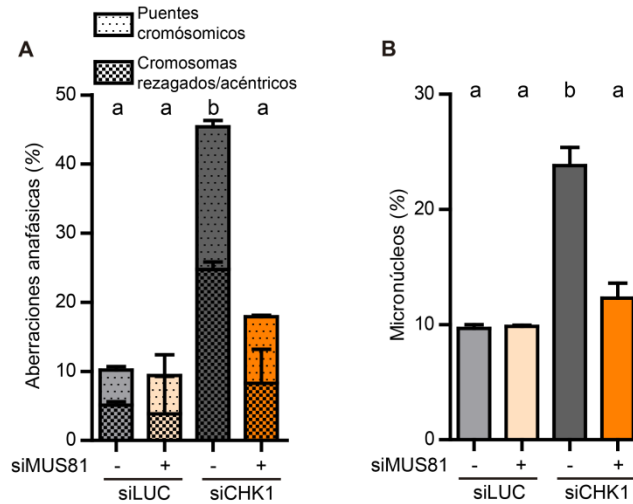 A
Puentes
cromósomicos
Cromosomas
rezagados/acéntricos
Aberraciones anafásicas (%)
50
40
30
20
10
0
a a b a
siMUS81 - + - +
siLUC siCHK1
B
Micronúcleos (%)
30
20
10
0
a a b a
siMUS81 - + - +
siLUC siCHK1